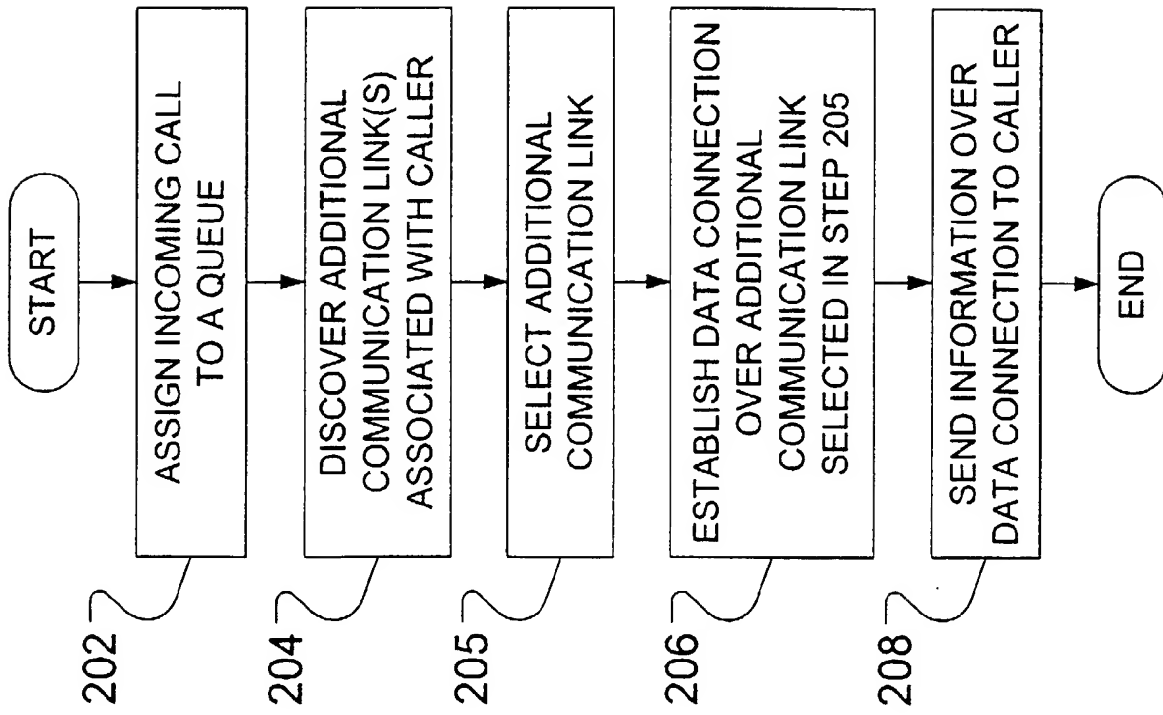 START
202
ASSIGN INCOMING CALL
TO A QUEUE
204
DISCOVER ADDITIONAL
COMMUNICATION LINK(S)
ASSOCIATED WITH CALLER
205
SELECT ADDITIONAL
COMMUNICATION LINK
206
ESTABLISH DATA CONNECTION
OVER ADDITIONAL
COMMUNICATION LINK
SELECTED IN STEP 205
208
SEND INFORMATION OVER
DATA CONNECTION TO CALLER
END